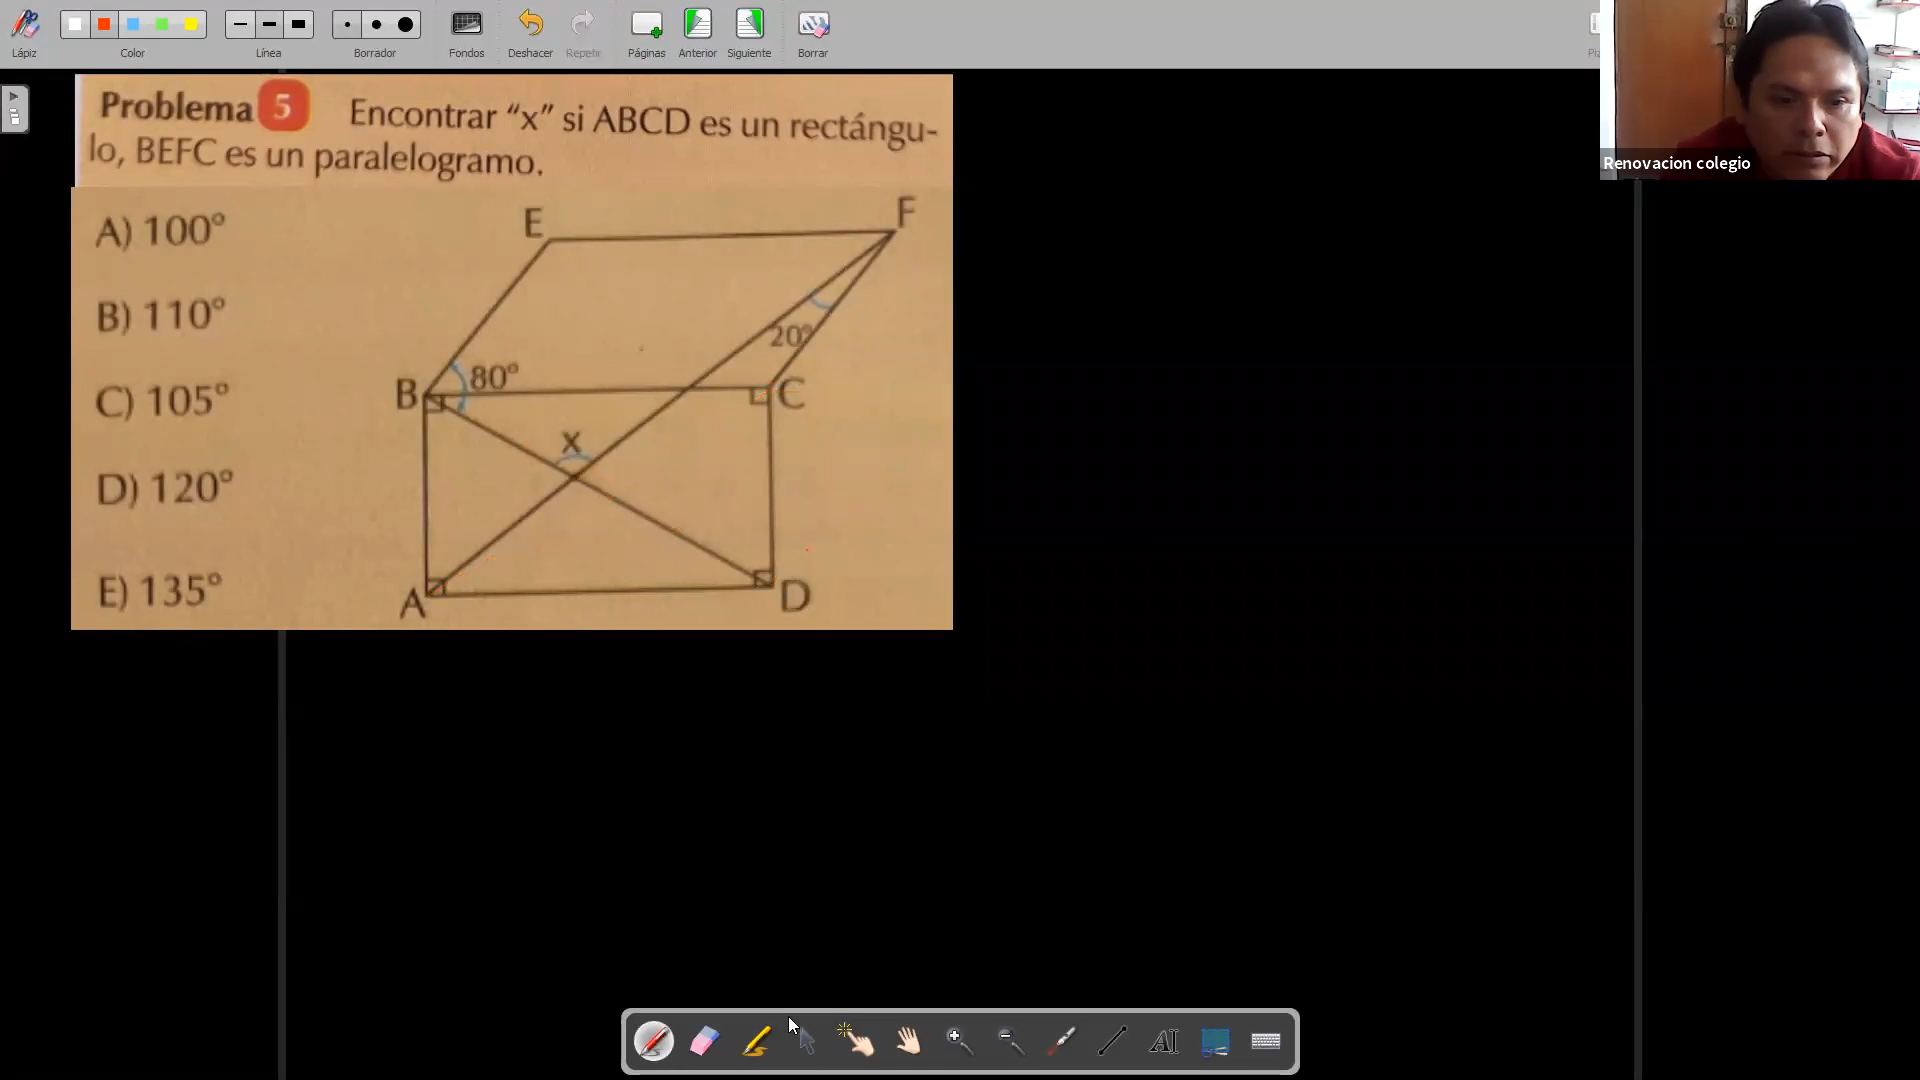 Lápiz
Color
Línea
Borrador
Fondos
Deshacer
Repetir
Páginas
Anterior
Siguiente
Borrar
Renovacion colegio
Problema 5 Encontrar “x” si ABCD es un rectángu-
lo, BEFC es un paralelogramo.
A) 100°
B) 110°
C) 105°
D) 120°
E) 135°
E
F
20°
B
80°
C
x
A
D
AI